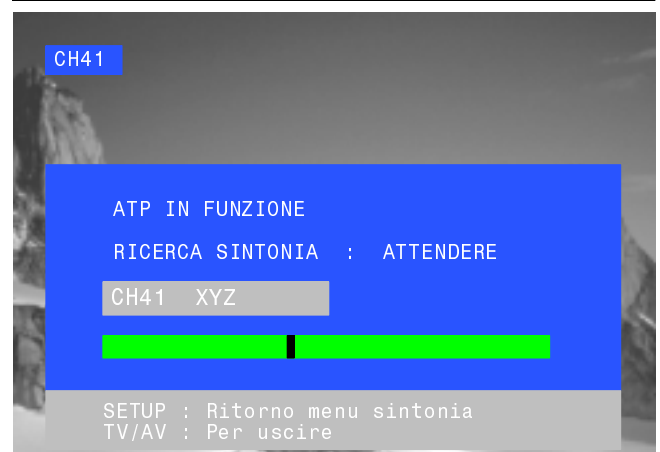 CH41
ATP IN FUNZIONE
RICERCA SINTONIA : ATTENDERE
CH41 XYZ
SETUP : Ritorno menu sintonia
TV/AV : Per uscire